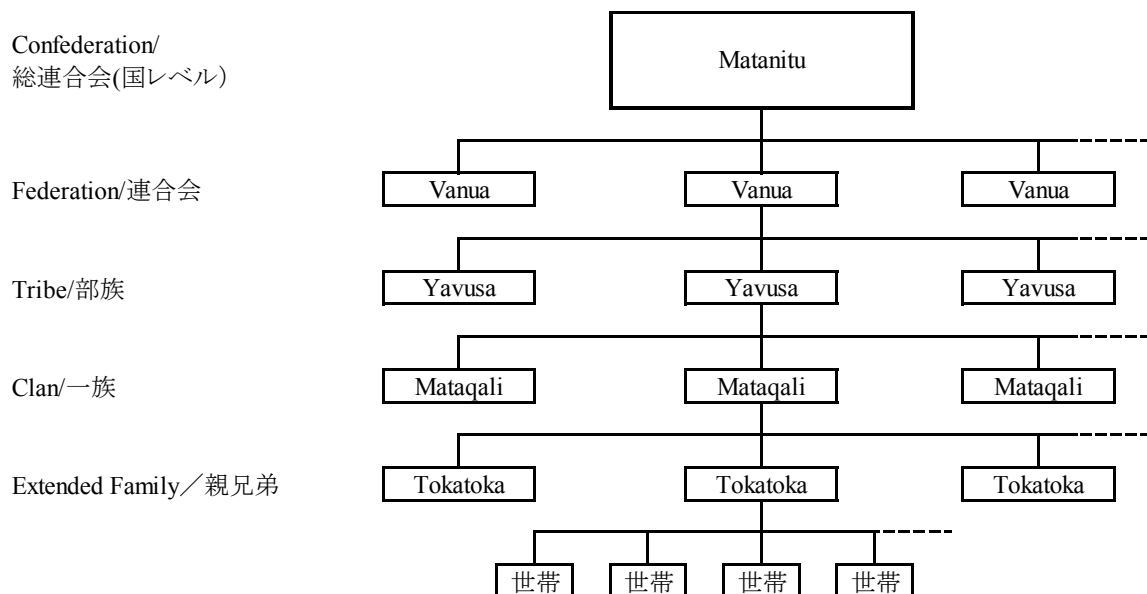 Confederation/
総連合会(国レベル）
Matanitu
Federation/連合会
Vanua
Vanua
Vanua
Tribe/部族
Yavusa
Yavusa
Yavusa
Clan/一族
Mataqali
Mataqali
Mataqali
Extended Family／親兄弟
Tokatoka
Tokatoka
Tokatoka
世帯
世帯
世帯
世帯